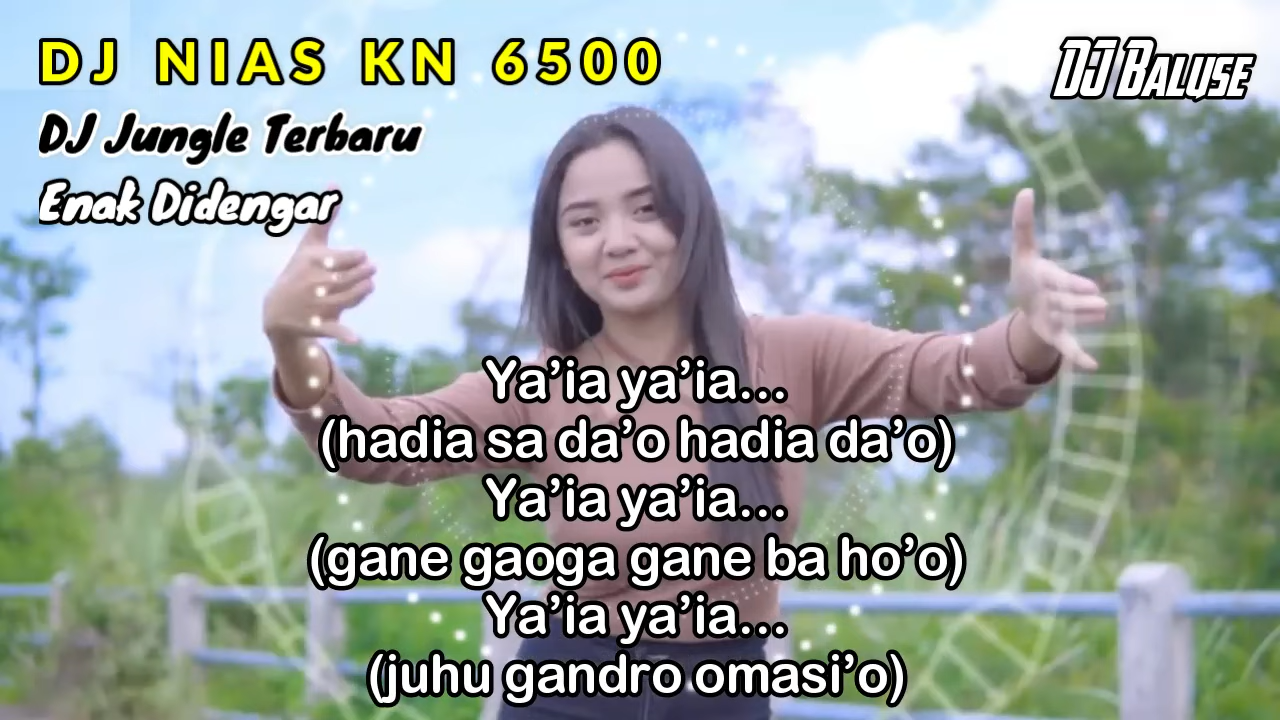 DJ NIAS KN 6500
DJ Baluse
DJ Jungle Terbaru
Enak Didengar
Ya’ia ya’ia...
(hadia sa da’o hadia da’o)
Ya’ia ya’ia...
(gane gaoga gane ba ho’o)
Ya’ia ya’ia...
(juhu gandro omasi’o)